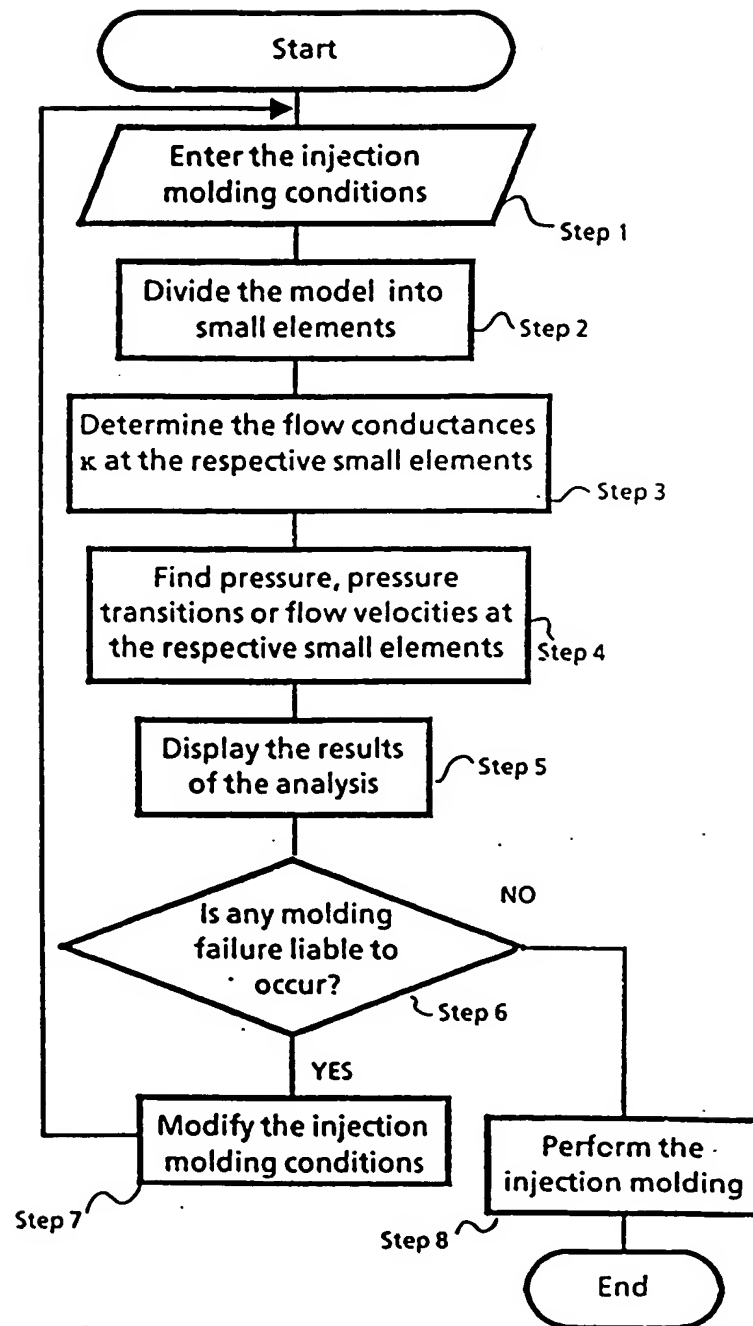 Start
Enter the injection
molding conditions
Step 1
Divide the model into
small elements
Step 2
Determine the flow conductances
κ at the respective small elements
Step 3
Find pressure, pressure
transitions or flow velocities at
the respective small elements
Step 4
Display the results
of the analysis
Step 5
Is any molding
failure liable to
occur?
Step 6
NO
YES
Modify the injection
molding conditions
Step 7
Perform the
injection molding
Step 8
End